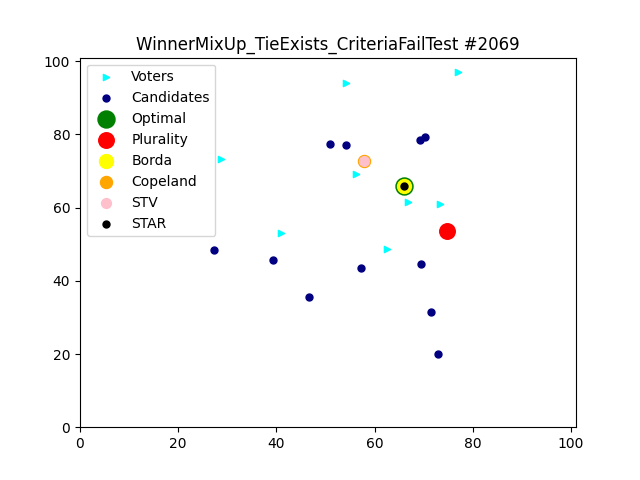 WinnerMixUp_TieExists_CriteriaFailTest #2069
Voters
Candidates
Optimal
Plurality
Borda
Copeland
STV
STAR
100
80
60
40
20
0
0 20 40 60 80 100